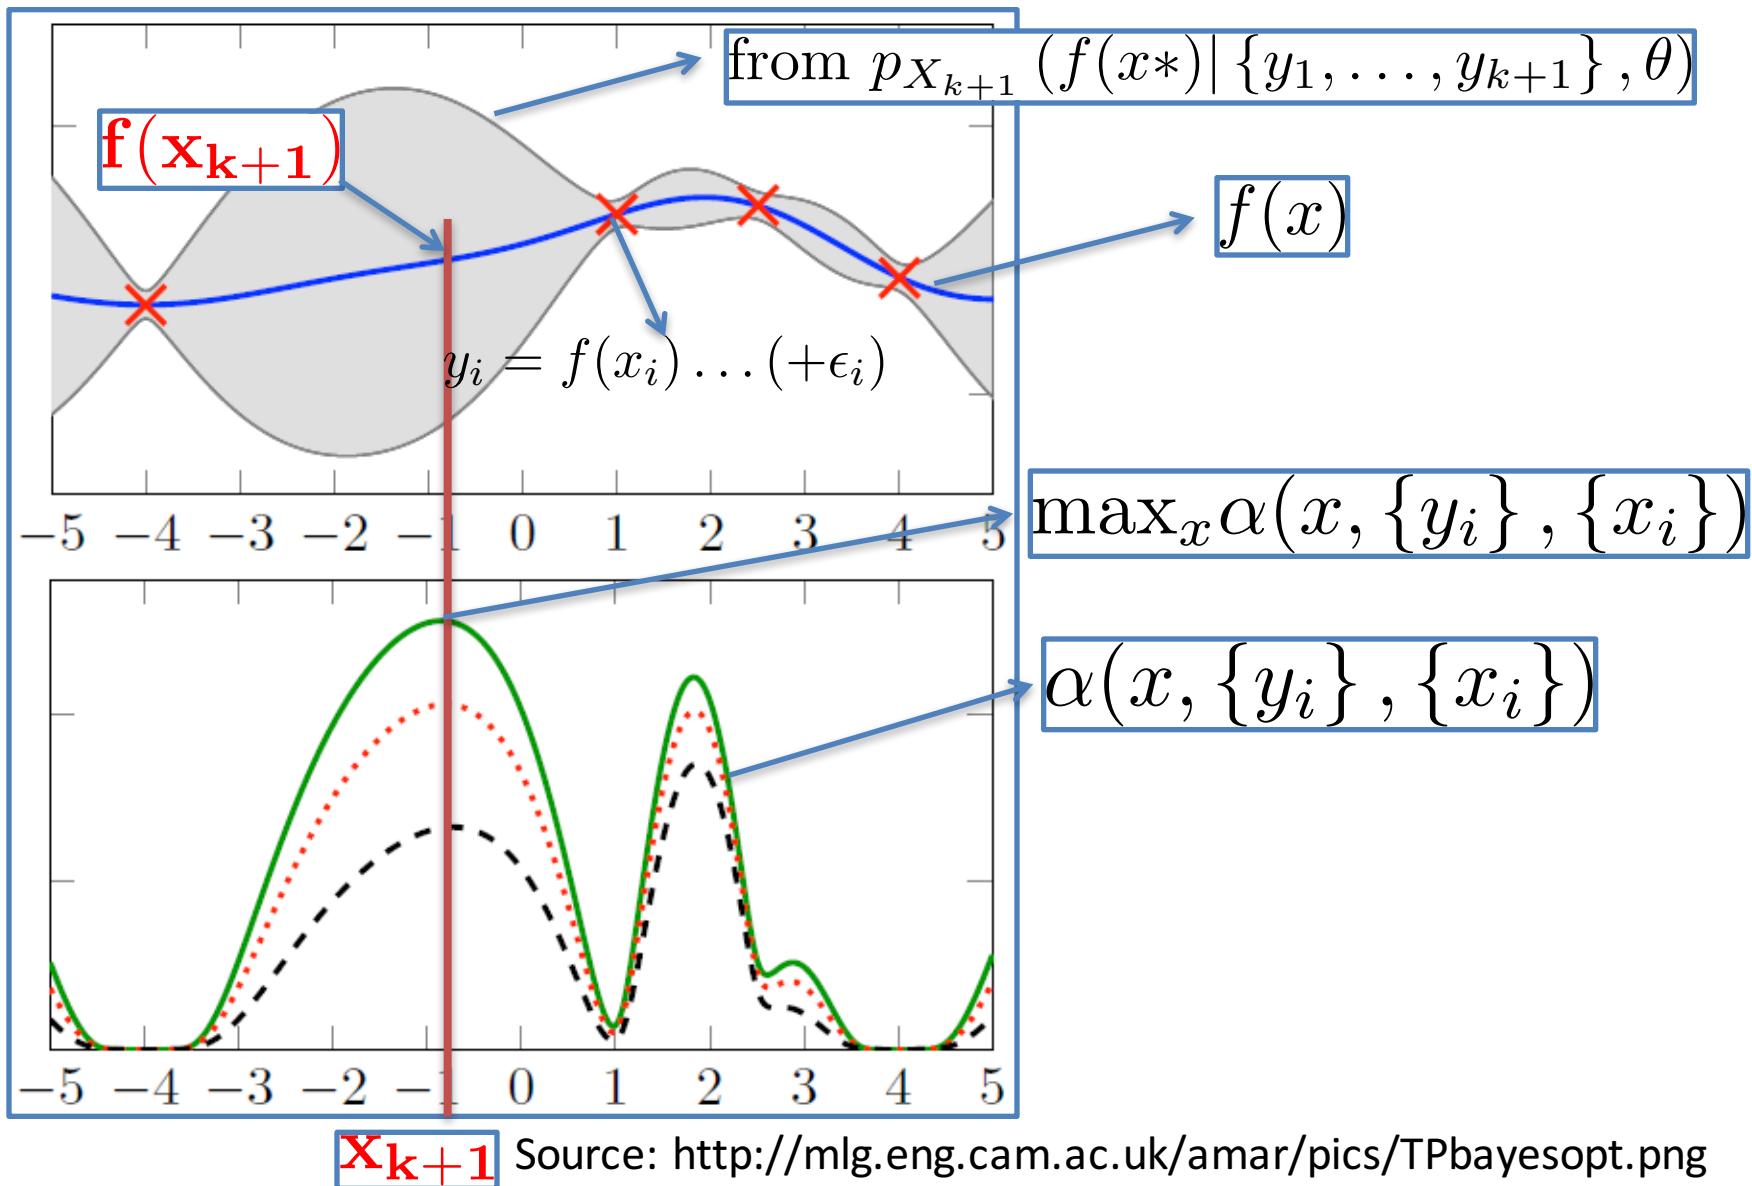 from p_{X_{k+1}} (f(x*)| {y_1, . . . , y_{k+1}} , θ)
f(x_{k+1})
f(x)
y_i = f(x_i) . . . (+ϵ_i)
max_x α(x, {y_i} , {x_i})
−5 −4 −3 −2 −1 0 1 2 3 4 5
α(x, {y_i} , {x_i})
−5 −4 −3 −2 −1 0 1 2 3 4 5
x_{k+1} Source: http://mlg.eng.cam.ac.uk/amar/pics/TPbayesopt.png